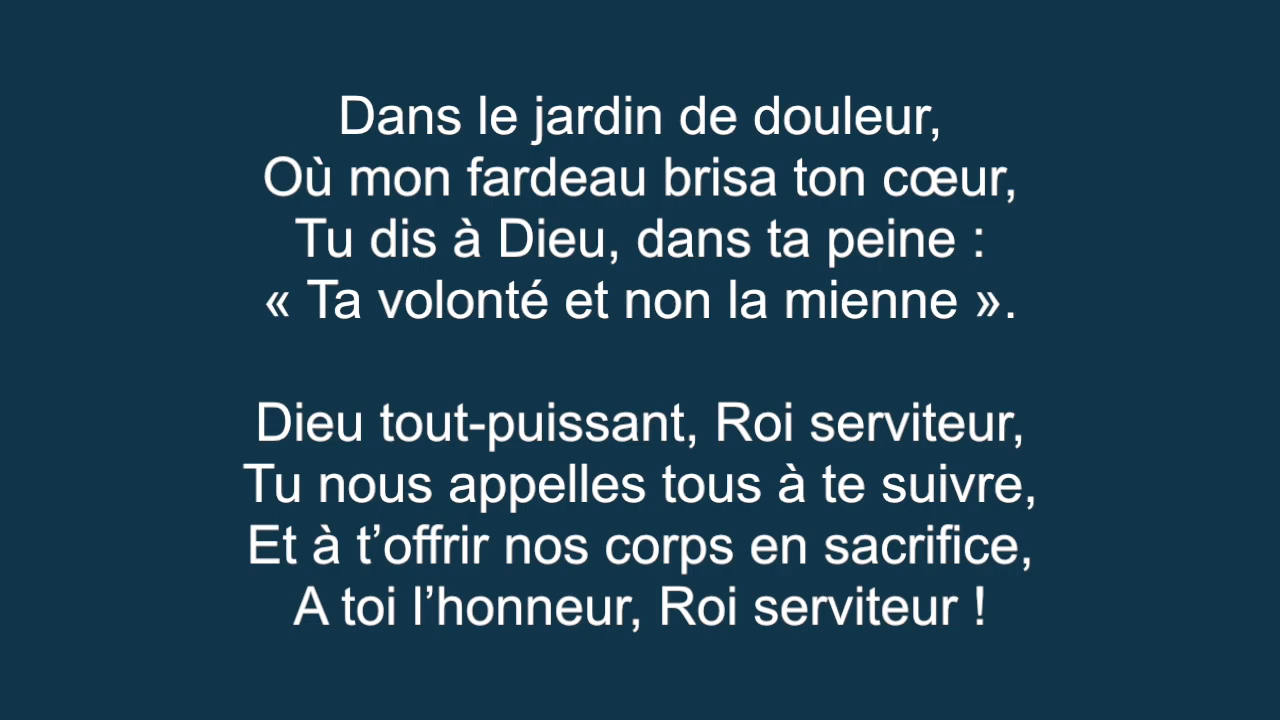 Dans le jardin de douleur,
Où mon fardeau brisa ton cœur,
Tu dis à Dieu, dans ta peine :
« Ta volonté et non la mienne ».
Dieu tout-puissant, Roi serviteur,
Tu nous appelles tous à te suivre,
Et à t’offrir nos corps en sacrifice,
A toi l’honneur, Roi serviteur !